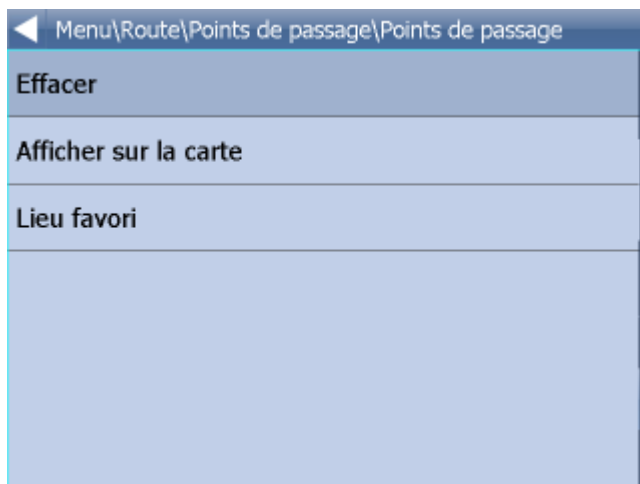 Menu\Route\Points de passage\Points de passage
Effacer
Afficher sur la carte
Lieu favori